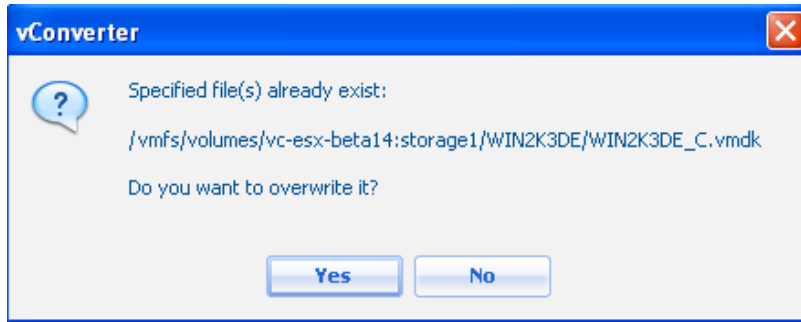 vConverter
Specified file(s) already exist:
/vmfs/volumes/vc-esx-beta14:storage1/WIN2K3DE/WIN2K3DE_C.vmdk
Do you want to overwrite it?
Yes No